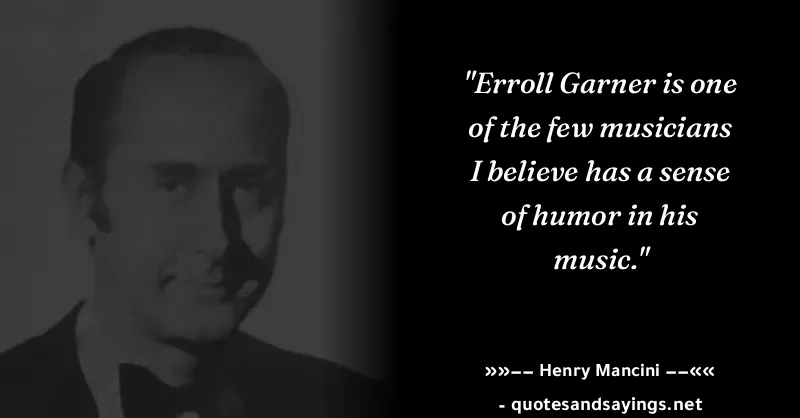 "Erroll Garner is one
of the few musicians
I believe has a sense
of humor in his
music."
»»–– Henry Mancini ––««
- quotesandsayings.net